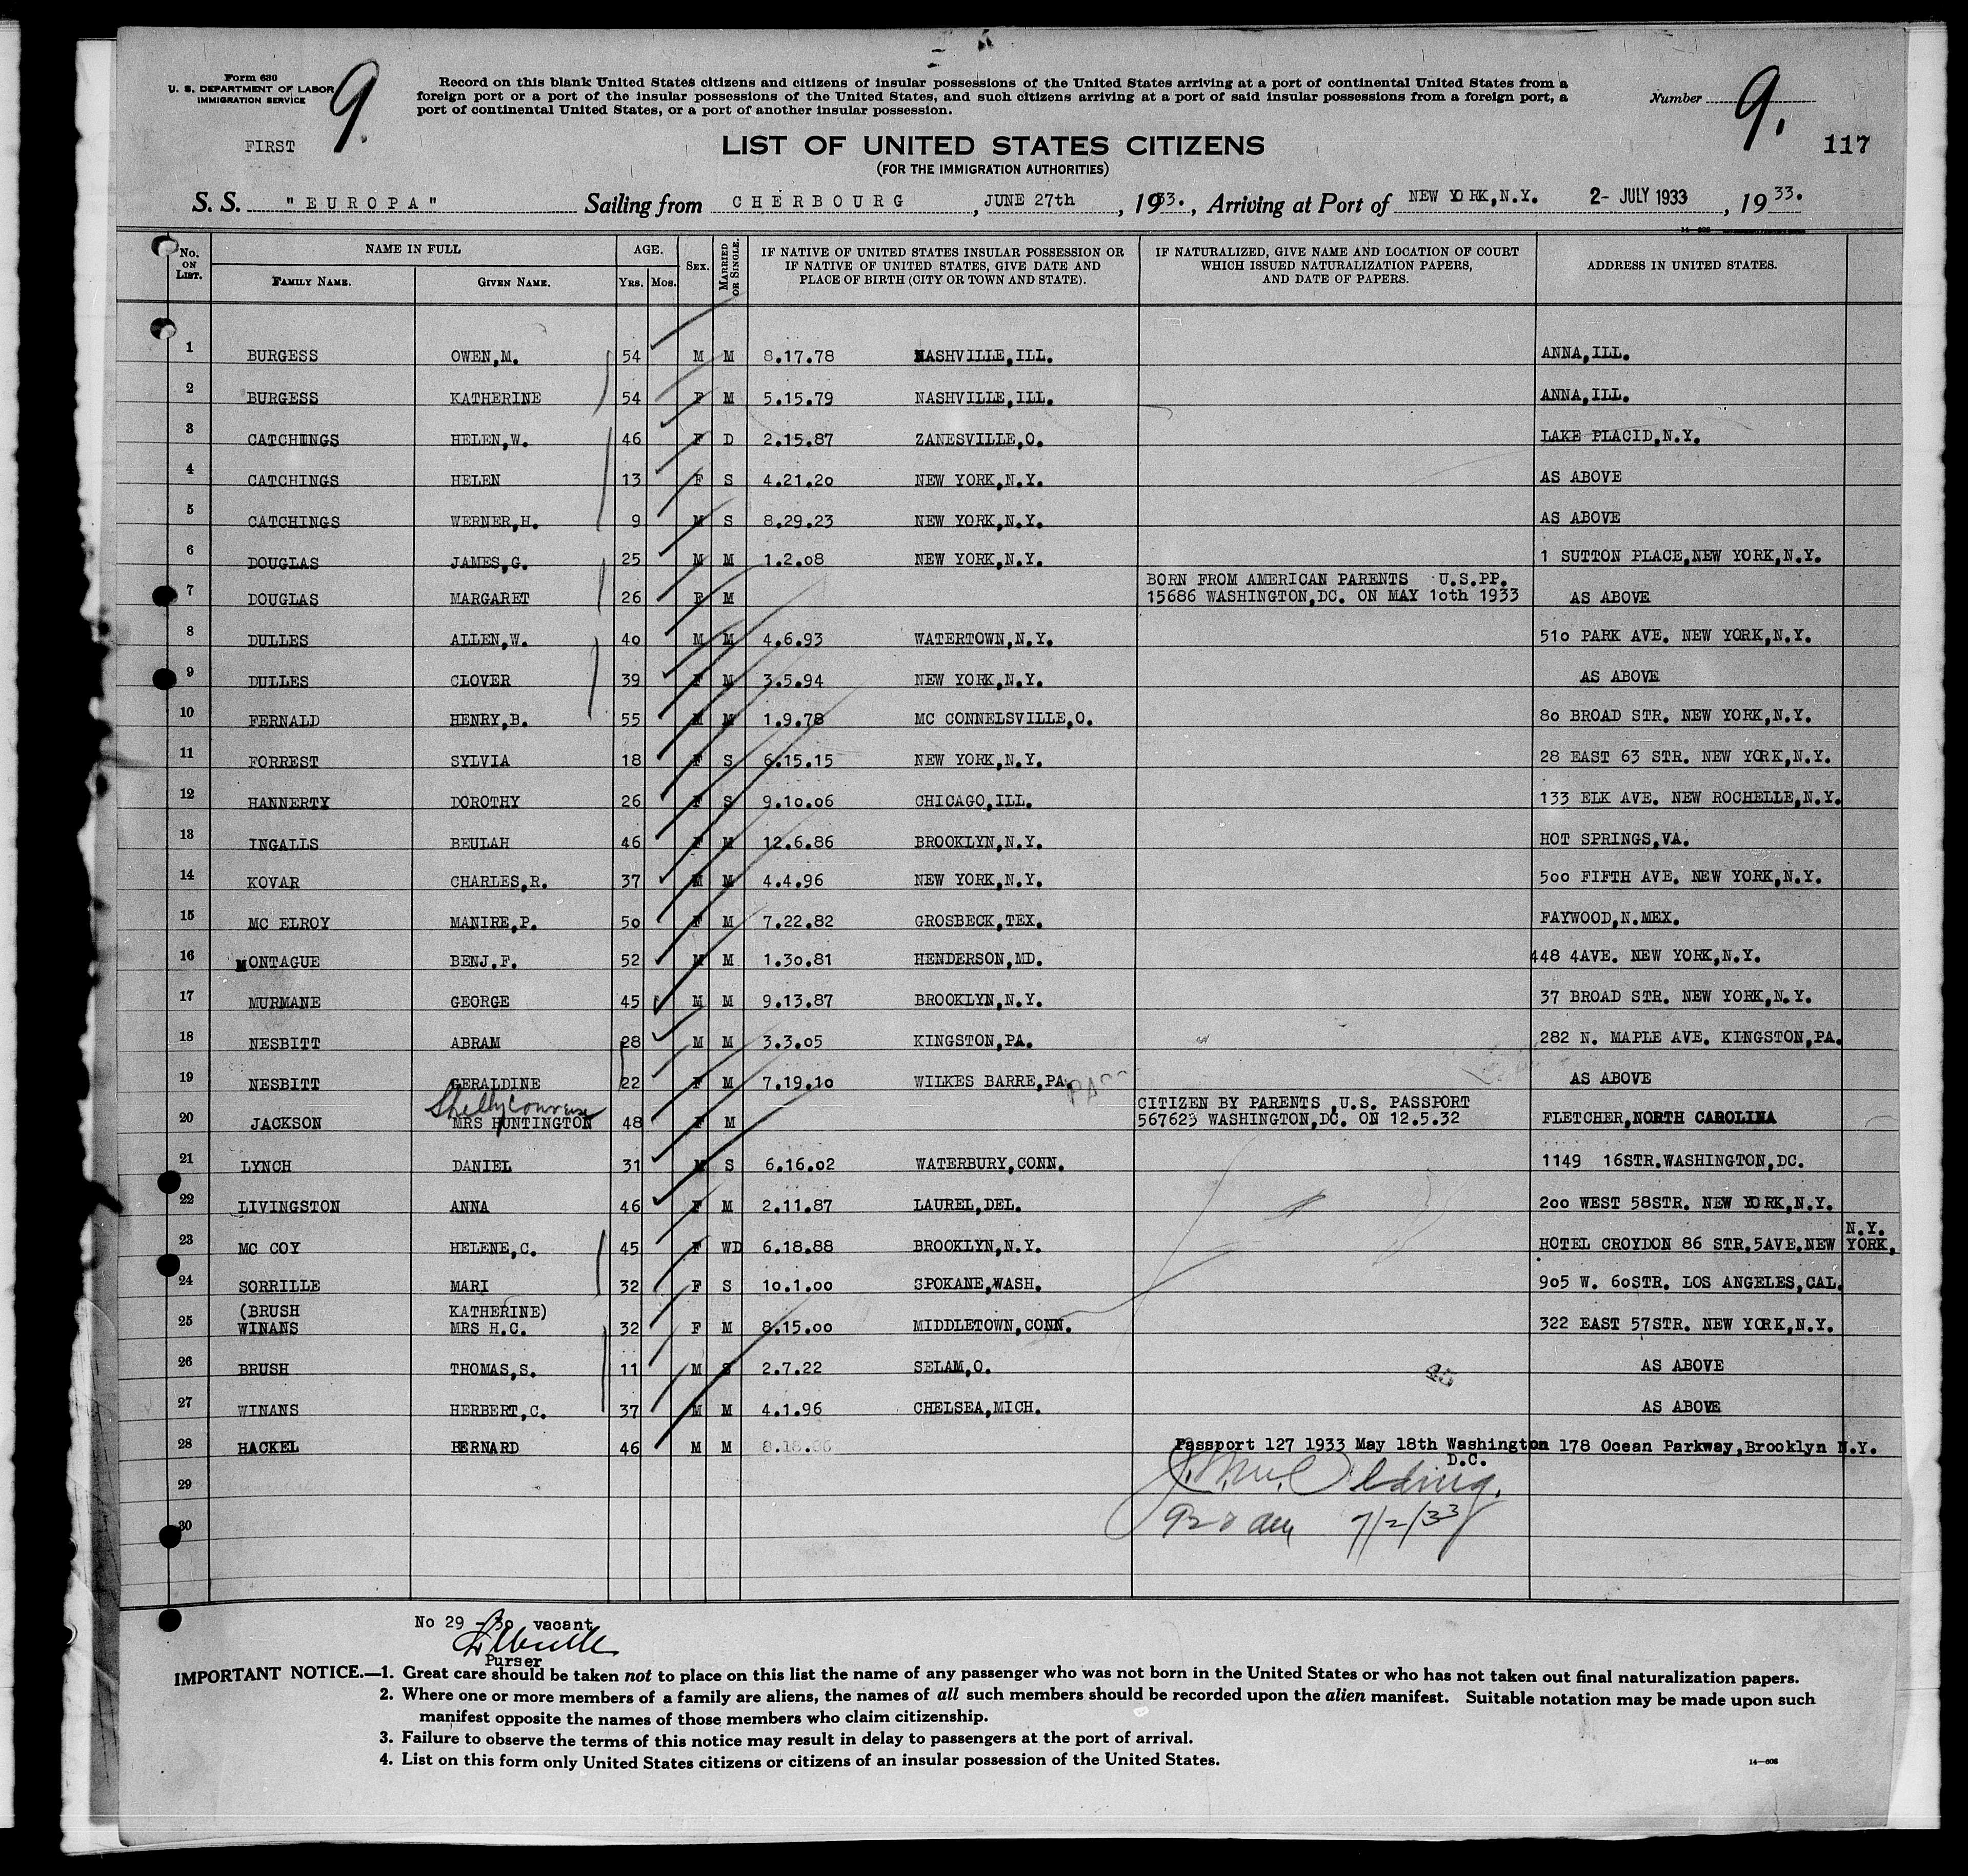 Form 630
U. S. DEPARTMENT OF LABOR
IMMIGRATION SERVICE
9.
Record on this blank United States citizens and citizens of insular possessions of the United States arriving at a port of continental United States from a
foreign port or a port of the insular possessions of the United States, and such citizens arriving at a port of said insular possessions from a foreign port, a
port of continental United States, or a port of another insular possession.
Number 9.
FIRST
117
LIST OF UNITED STATES CITIZENS
(FOR THE IMMIGRATION AUTHORITIES)
S. S. "EUROPA" Sailing from CHERBOURG, JUNE 27th, 1933., Arriving at Port of NEW YORK,N.Y. 2- JULY 1933, 1933.
14-608
No. ON LIST. NAME IN FULL FAMILY NAME. GIVEN NAME. AGE. YRS. MOS. SEX. MARRIED OR SINGLE. IF NATIVE OF UNITED STATES INSULAR POSSESSION OR IF NATIVE OF UNITED STATES, GIVE DATE AND PLACE OF BIRTH (CITY OR TOWN AND STATE). IF NATURALIZED, GIVE NAME AND LOCATION OF COURT WHICH ISSUED NATURALIZATION PAPERS, AND DATE OF PAPERS. ADDRESS IN UNITED STATES.
1 BURGESS OWEN,M. 54 M M 8.17.78 NASHVILLE,ILL. ANNA,ILL.
2 BURGESS KATHERINE 54 F M 5.15.79 NASHVILLE,ILL. ANNA,ILL.
3 CATCHINGS HELEN,W. 46 F D 2.15.87 ZANESVILLE,O. LAKE PLACID,N.Y.
4 CATCHINGS HELEN 13 F S 4.21.20 NEW YORK,N.Y. AS ABOVE
5 CATCHINGS WERNER,H. 9 M S 8.29.23 NEW YORK,N.Y. AS ABOVE
6 DOUGLAS JAMES,G. 25 M M 1.2.08 NEW YORK,N.Y. 1 SUTTON PLACE,NEW YORK,N.Y.
BORN FROM AMERICAN PARENTS U.S.PP.
7 DOUGLAS MARGARET 26 F M 15686 WASHINGTON,DC. ON MAY 10th 1933 AS ABOVE
8 DULLES ALLEN,W. 40 M M 4.6.93 WATERTOWN,N.Y. 510 PARK AVE. NEW YORK,N.Y.
9 DULLES CLOVER 39 F M 3.5.94 NEW YORK,N.Y. AS ABOVE
10 FERNALD HENRY,B. 55 M M 1.9.78 MC CONNELSVILLE,O. 80 BROAD STR. NEW YORK,N.Y.
11 FORREST SYLVIA 18 F S 6.15.15 NEW YORK,N.Y. 28 EAST 63 STR. NEW YORK,N.Y.
12 HANNERTY DOROTHY 26 F S 9.10.06 CHICAGO,ILL. 133 ELK AVE. NEW ROCHELLE,N.Y.
13 INGALLS BEULAH 46 F M 12.6.86 BROOKLYN,N.Y. HOT SPRINGS,VA.
14 KOVAR CHARLES,R. 37 M M 4.4.96 NEW YORK,N.Y. 500 FIFTH AVE. NEW YORK,N.Y.
15 MC ELROY MANIRE,P. 50 F M 7.22.82 GROSBECK,TEX. FAYWOOD,N.MEX.
16 MONTAGUE BENJ.F. 52 M M 1.30.81 HENDERSON,MD. 448 4AVE. NEW YORK,N.Y.
17 MURMANE GEORGE 45 M M 9.13.87 BROOKLYN,N.Y. 37 BROAD STR. NEW YORK,N.Y.
18 NESBITT ABRAM 28 M M 3.3.05 KINGSTON,PA. 282 N. MAPLE AVE. KINGSTON,PA.
19 NESBITT GERALDINE 22 F M 7.19.10 WILKES BARRE,PA. AS ABOVE
Shelly Converse CITIZEN BY PARENTS ,U.S. PASSPORT
20 JACKSON MRS HUNTINGTON 48 F M 567623 WASHINGTON,DC. ON 12.5.32 FLETCHER,NORTH CAROLINA
21 LYNCH DANIEL 31 M S 6.16.02 WATERBURY,CONN. 1149 16STR.WASHINGTON,DC.
22 LIVINGSTON ANNA 46 F M 2.11.87 LAUREL,DEL. 200 WEST 58STR. NEW YORK,N.Y.
23 MC COY HELENE,C. 45 F WD 6.18.88 BROOKLYN,N.Y. HOTEL CROYDON 86 STR.5AVE.NEW YORK, N.Y.
24 SORRILLE MARI 32 F S 10.1.00 SPOKANE,WASH. 905 W. 60STR. LOS ANGELES,CAL.
(BRUSH KATHERINE)
25 WINANS MRS H.C. 32 F M 8.15.00 MIDDLETOWN,CONN. 322 EAST 57STR. NEW YORK,N.Y.
26 BRUSH THOMAS,S. 11 M S 2.7.22 SELAM,O. AS ABOVE
27 WINANS HERBERT,C. 37 M M 4.1.96 CHELSEA,MICH. AS ABOVE
28 HACKEL BERNARD 46 M M Passport 127 1933 May 18th Washington D.C. 178 Ocean Parkway,Brooklyn N.Y.
29
30 7/2/33
No 29 - 30 vacant
Purser
IMPORTANT NOTICE.—1. Great care should be taken not to place on this list the name of any passenger who was not born in the United States or who has not taken out final naturalization papers.
2. Where one or more members of a family are aliens, the names of all such members should be recorded upon the alien manifest. Suitable notation may be made upon such
manifest opposite the names of those members who claim citizenship.
3. Failure to observe the terms of this notice may result in delay to passengers at the port of arrival.
4. List on this form only United States citizens or citizens of an insular possession of the United States.
14-608